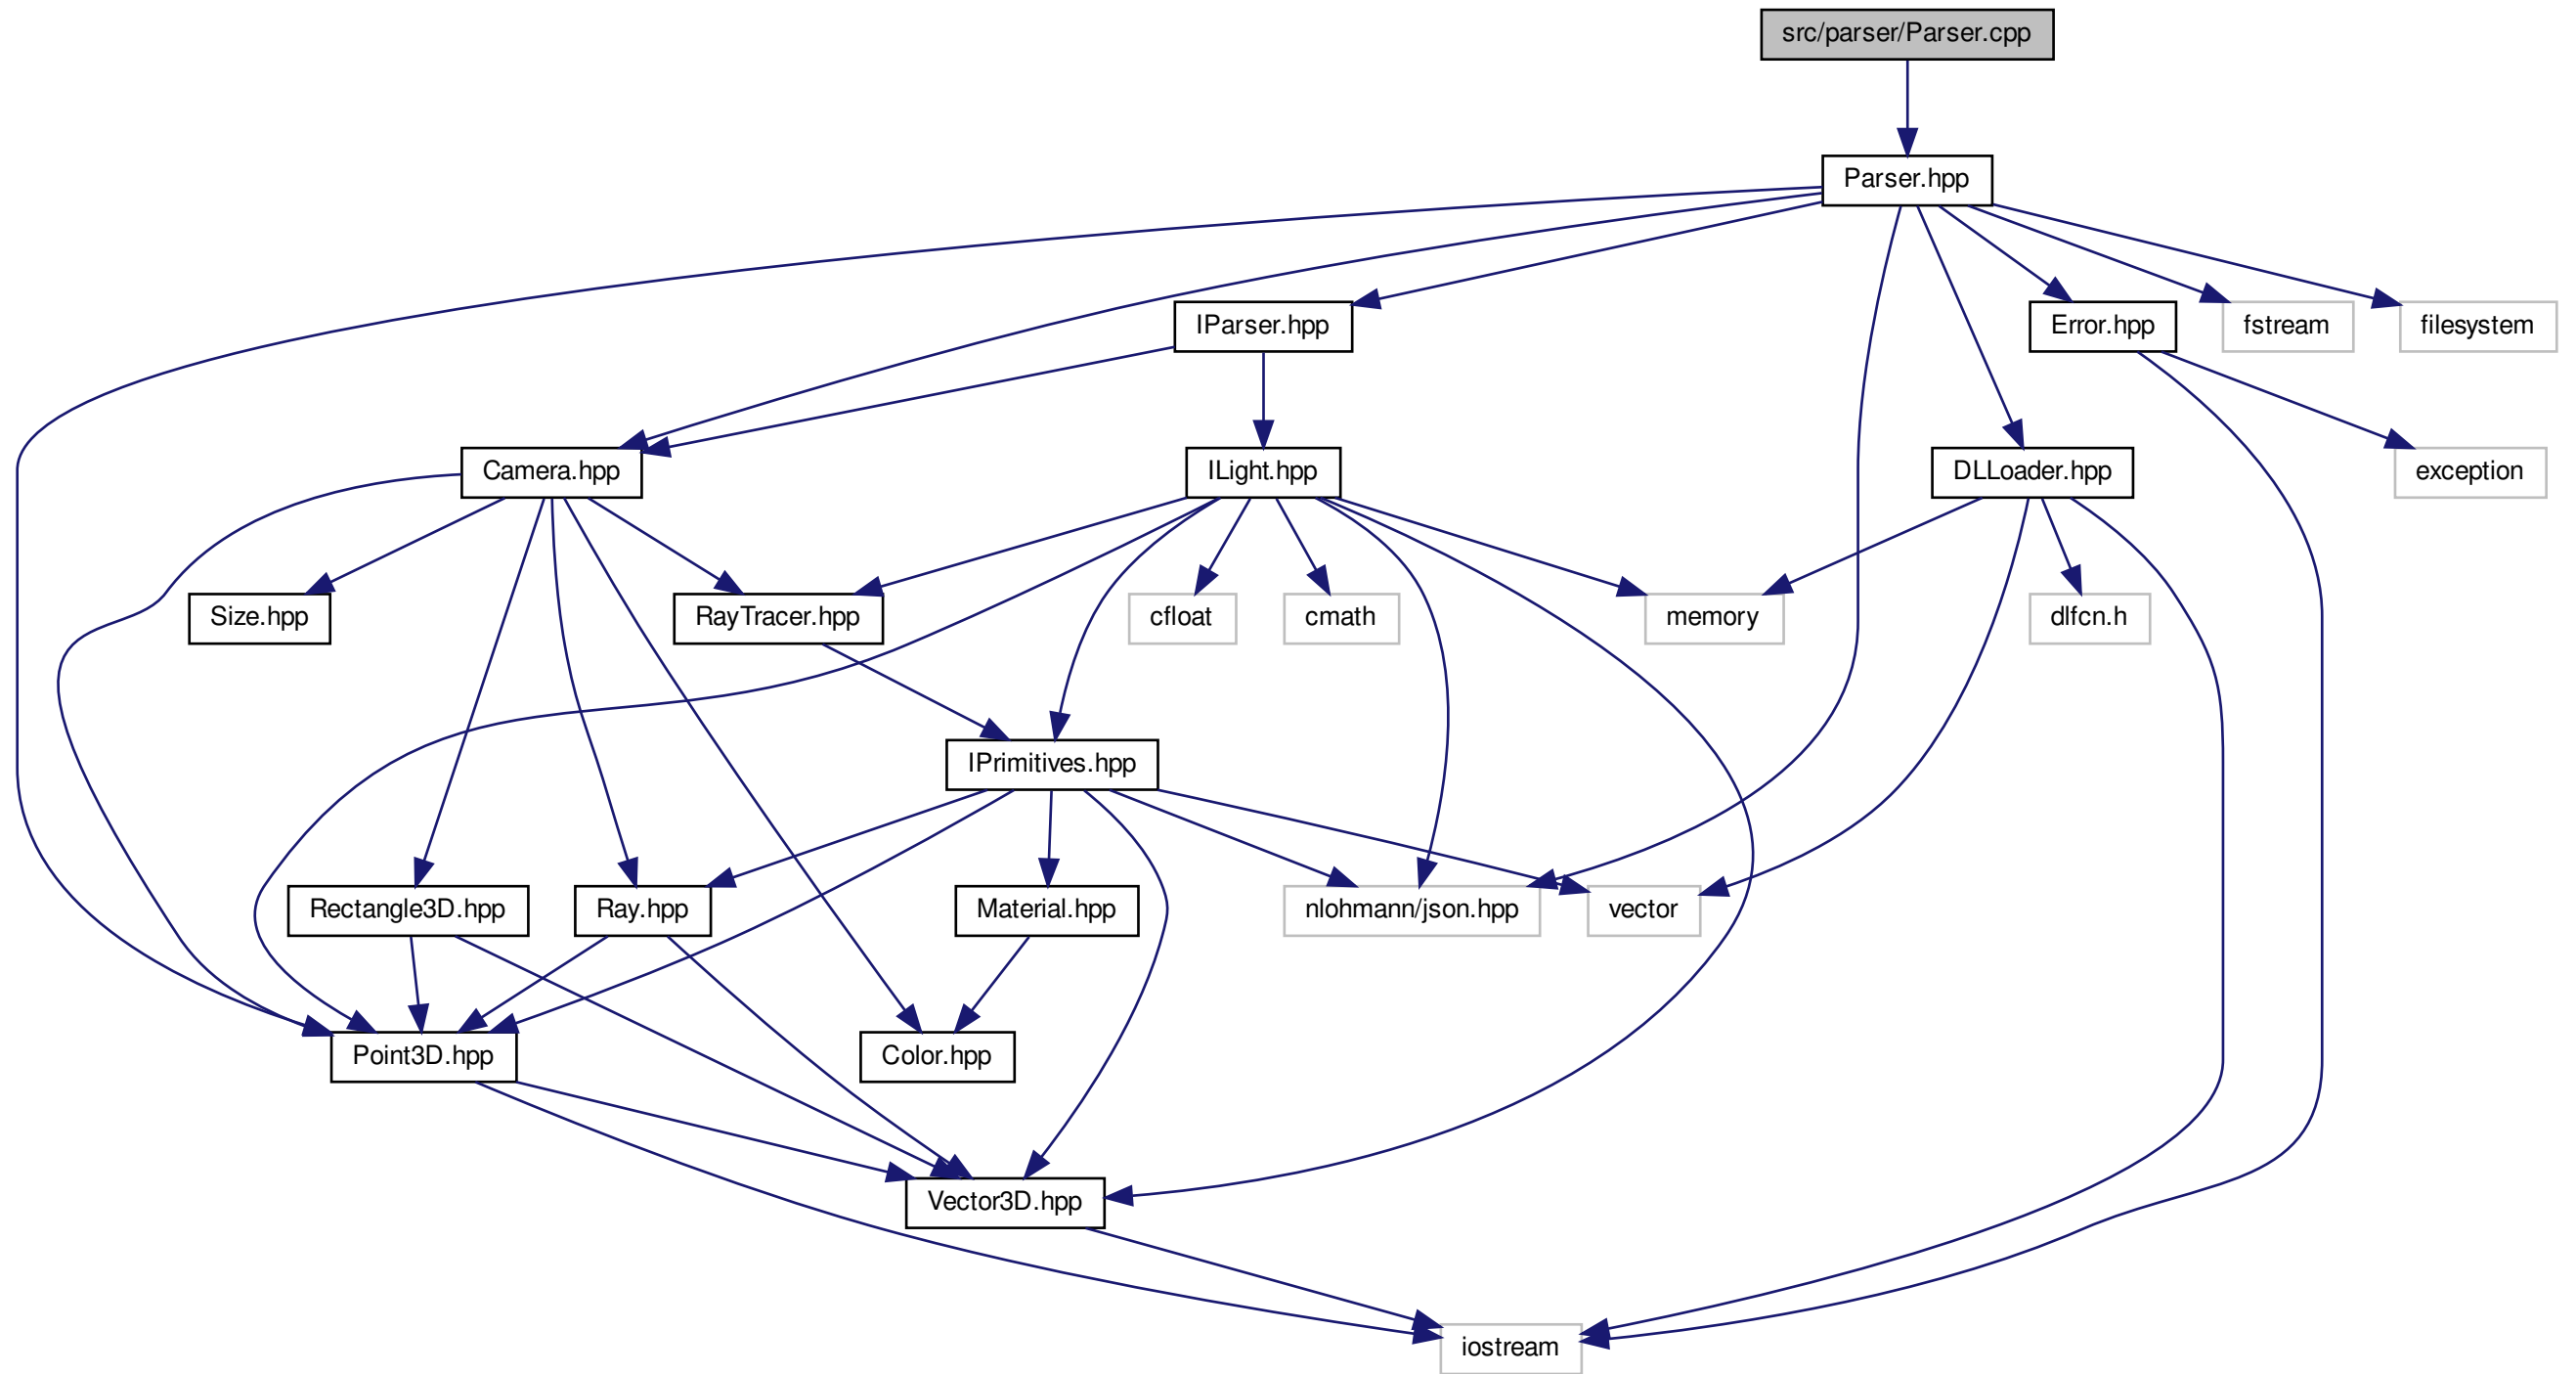 src/parser/Parser.cpp
Parser.hpp
IParser.hpp
Error.hpp
fstream
filesystem
Camera.hpp
ILight.hpp
DLLoader.hpp
exception
Size.hpp
RayTracer.hpp
cfloat
cmath
memory
dlfcn.h
IPrimitives.hpp
Rectangle3D.hpp
Ray.hpp
Material.hpp
nlohmann/json.hpp
vector
Point3D.hpp
Color.hpp
Vector3D.hpp
iostream